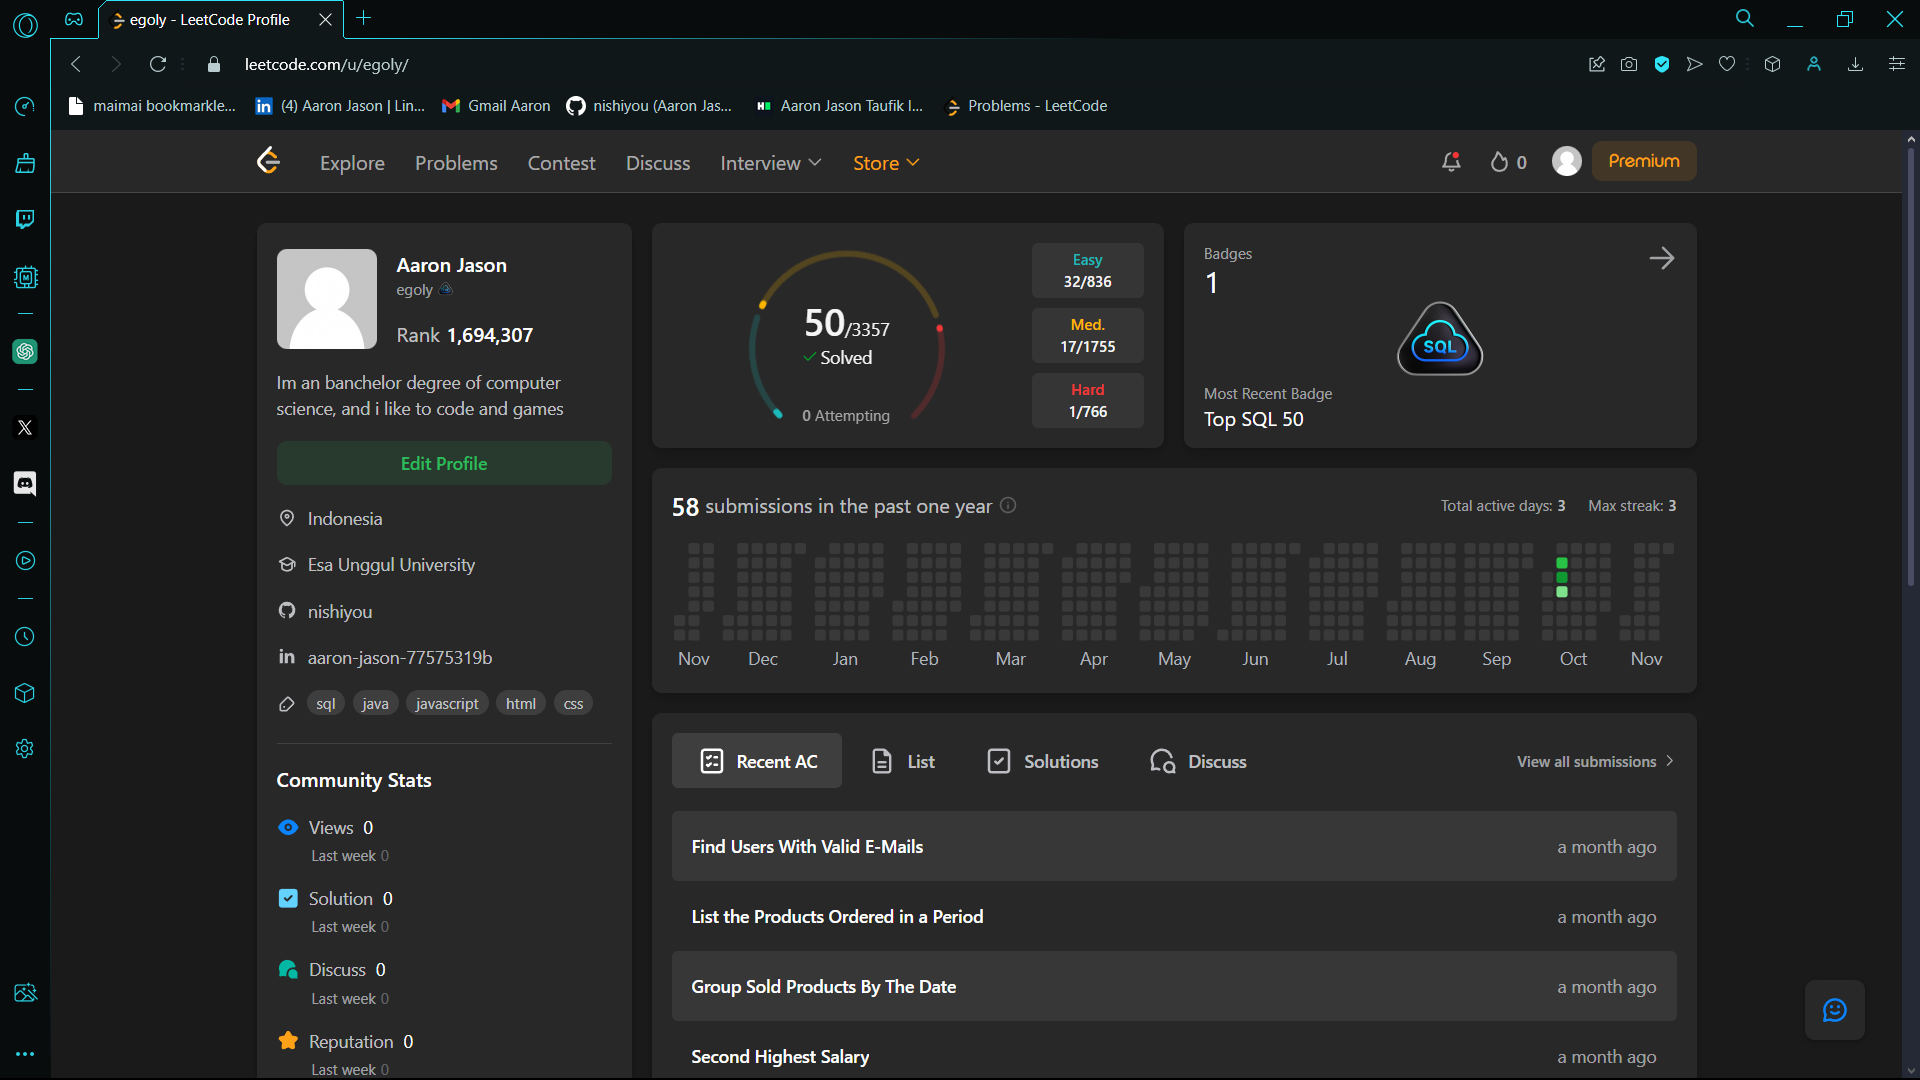 egoly - LeetCode Profile
leetcode.com/u/egoly/
maimai bookmarkle...
(4) Aaron Jason | Lin...
Gmail Aaron
nishiyou (Aaron Jas...
Aaron Jason Taufik I...
Problems - LeetCode
Explore
Problems
Contest
Discuss
Interview
Store
0
Premium
Aaron Jason
egoly
Rank 1,694,307
Im an banchelor degree of computer
science, and i like to code and games
Edit Profile
Indonesia
Esa Unggul University
nishiyou
aaron-jason-77575319b
sql
java
javascript
html
css
Community Stats
Views 0
Last week 0
Solution 0
Last week 0
Discuss 0
Last week 0
Reputation 0
Last week 0
50/3357
Solved
0 Attempting
Easy
32/836
Med.
17/1755
Hard
1/766
Badges
1
SQL
Most Recent Badge
Top SQL 50
58 submissions in the past one year
Total active days: 3
Max streak: 3
Nov
Dec
Jan
Feb
Mar
Apr
May
Jun
Jul
Aug
Sep
Oct
Nov
Recent AC
List
Solutions
Discuss
View all submissions
Find Users With Valid E-Mails
a month ago
List the Products Ordered in a Period
a month ago
Group Sold Products By The Date
a month ago
Second Highest Salary
a month ago